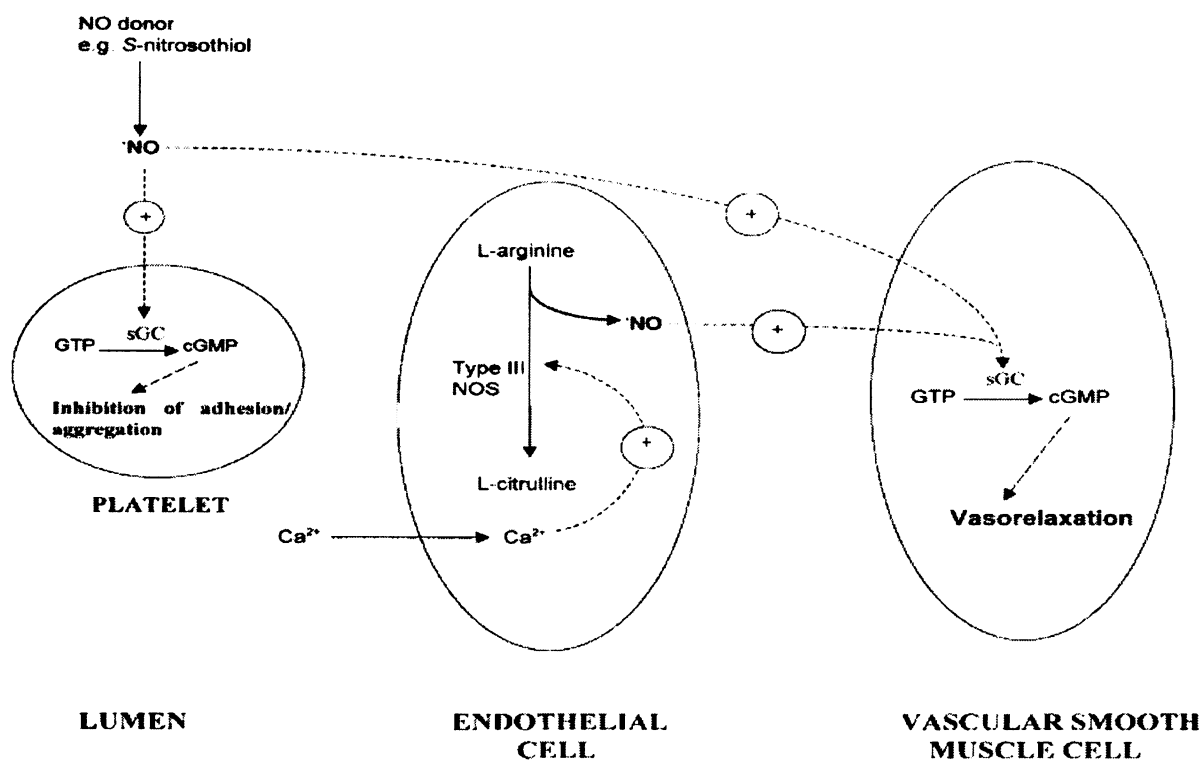 NO donor
e.g. S-nitrosothiol
·NO
+
sGC
GTP
cGMP
Inhibition of adhesion/
aggregation
PLATELET
L-arginine
·NO
Type III
NOS
+
L-citrulline
Ca²⁺
Ca²⁺
+
+
sGC
GTP
cGMP
Vasorelaxation
LUMEN
ENDOTHELIAL
CELL
VASCULAR SMOOTH
MUSCLE CELL